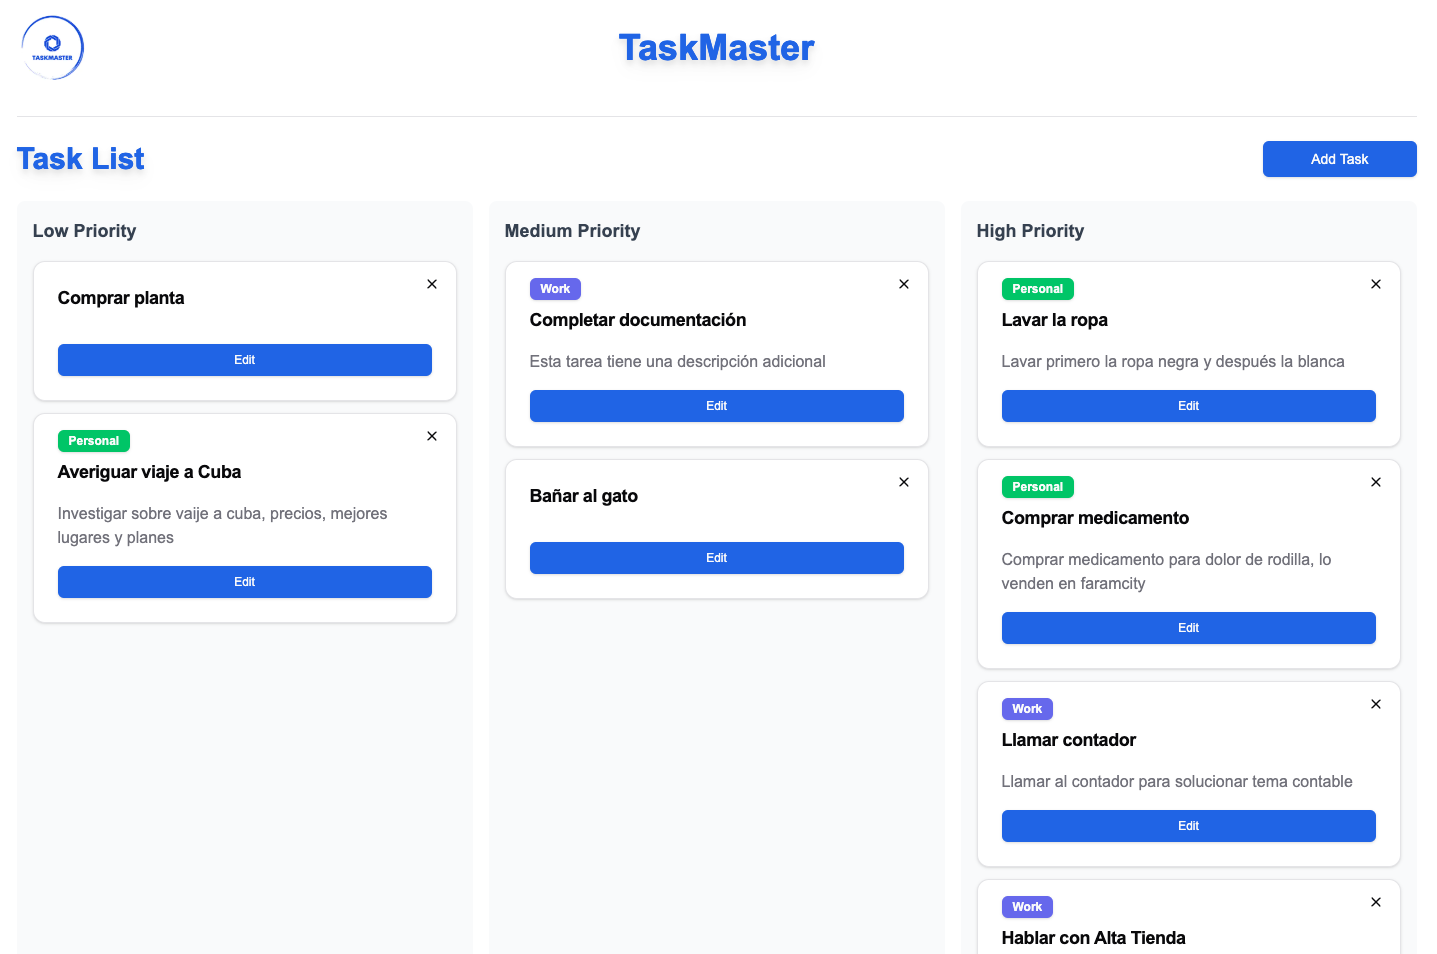 TASKMASTER
TaskMaster
Task List
Add Task
Low Priority
Comprar planta
Edit
Personal
Averiguar viaje a Cuba
Investigar sobre vaije a cuba, precios, mejores
lugares y planes
Edit
Medium Priority
Work
Completar documentación
Esta tarea tiene una descripción adicional
Edit
Bañar al gato
Edit
High Priority
Personal
Lavar la ropa
Lavar primero la ropa negra y después la blanca
Edit
Personal
Comprar medicamento
Comprar medicamento para dolor de rodilla, lo
venden en faramcity
Edit
Work
Llamar contador
Llamar al contador para solucionar tema contable
Edit
Work
Hablar con Alta Tienda